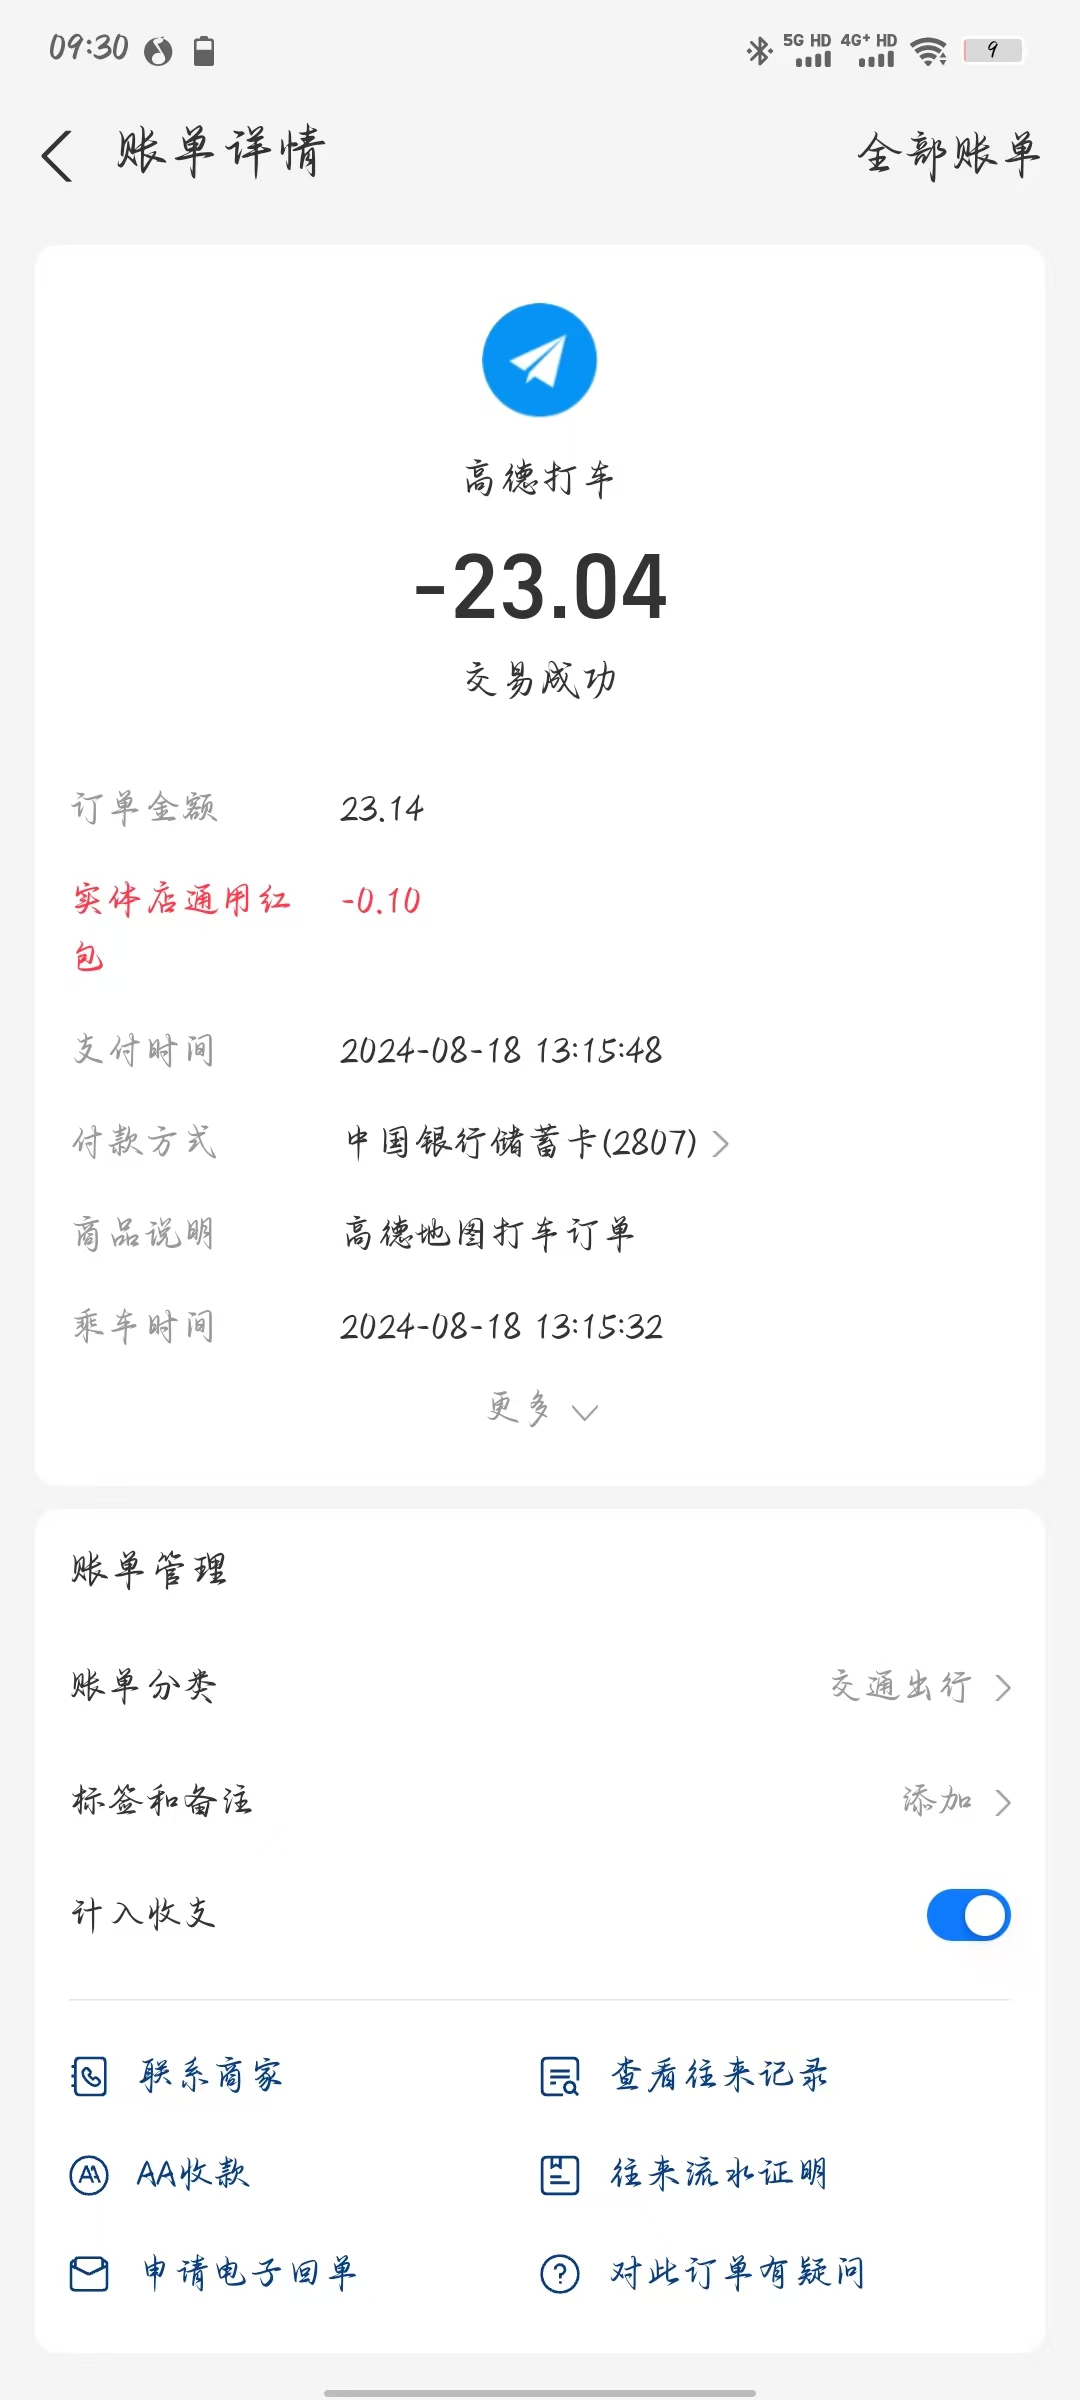 09:30
5G HD 4G+ HD 9
账单详情 全部账单
高德打车
-23.04
交易成功
订单金额 23.14
实体店通用红 -0.10
包
支付时间 2024-08-18 13:15:48
付款方式 中国银行储蓄卡(2807)
商品说明 高德地图打车订单
乘车时间 2024-08-18 13:15:32
更多
账单管理
账单分类 交通出行
标签和备注 添加
计入收支
联系商家 查看往来记录
AA收款 往来流水证明
申请电子回单 对此订单有疑问